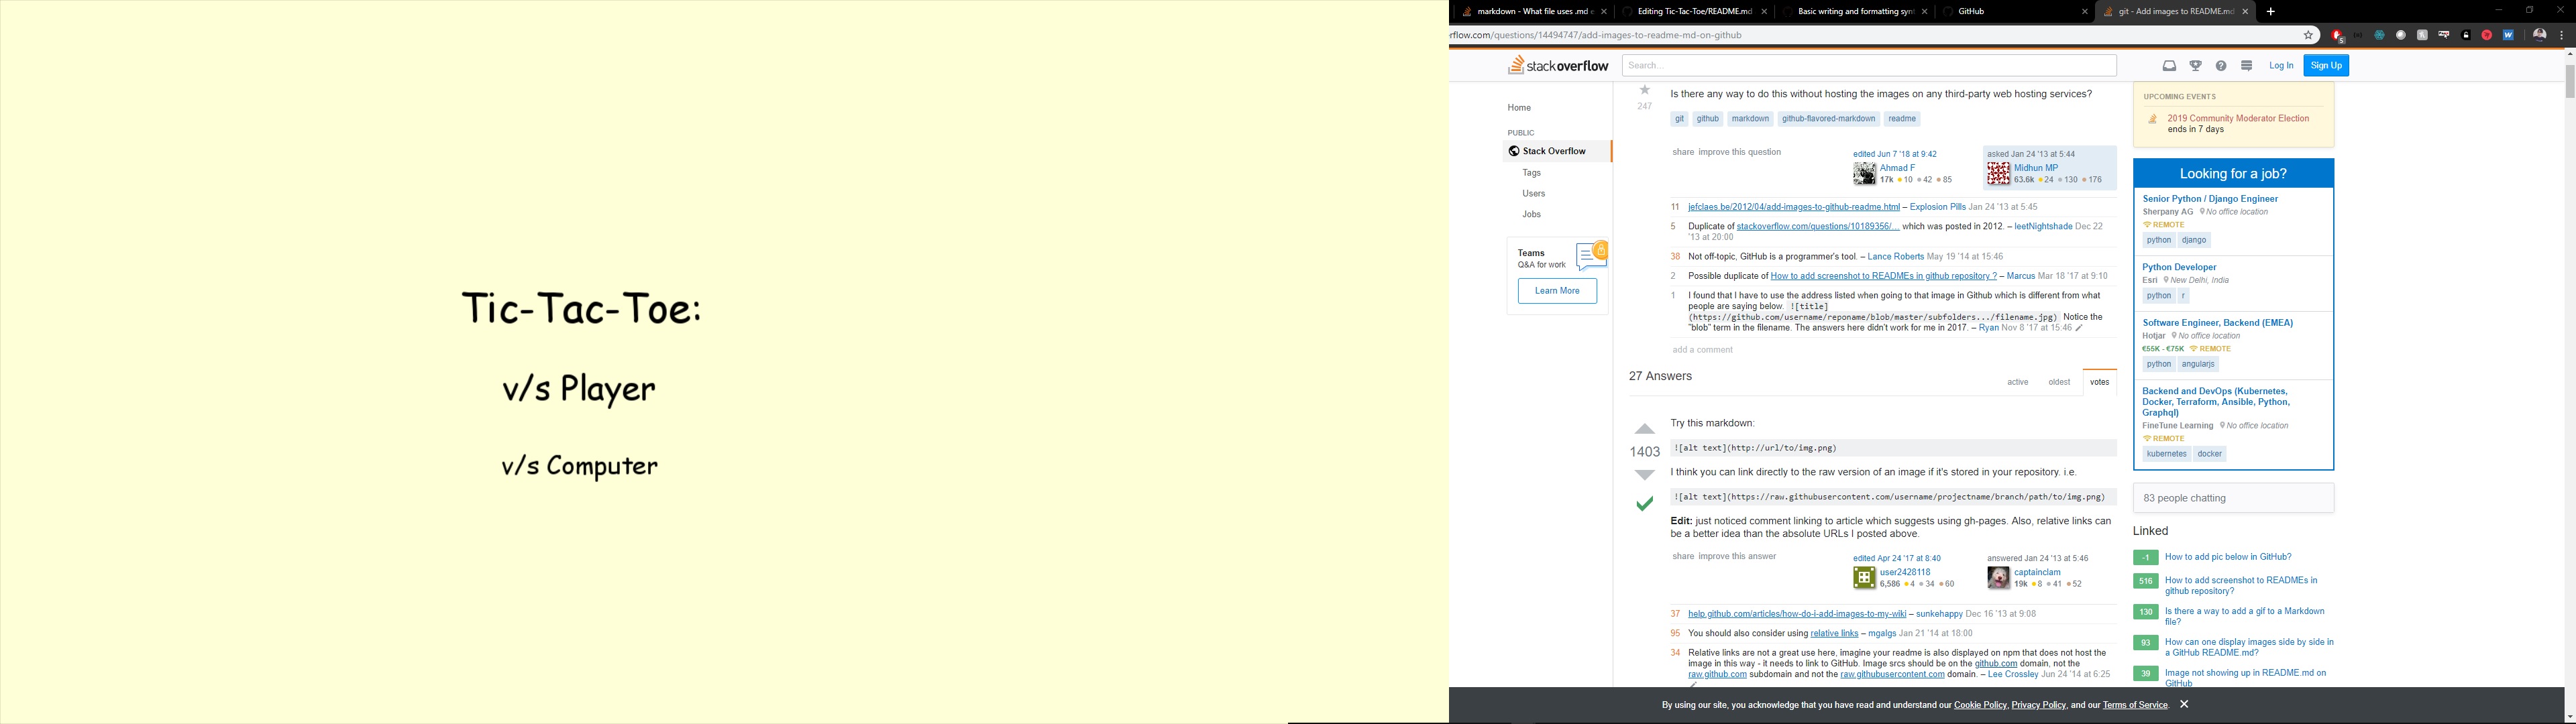 Tic-Tac-Toe:
v/s Player
v/s Computer
markdown - What file uses .md e
Editing Tic-Tac-Toe/README.md
Basic writing and formatting syn
GitHub
git - Add images to README.md
rflow.com/questions/14494747/add-images-to-readme-md-on-github
stackoverflow
Search...
Log In
Sign Up
Home
PUBLIC
Stack Overflow
Tags
Users
Jobs
Teams
Q&A for work
Learn More
247
Is there any way to do this without hosting the images on any third-party web hosting services?
git github markdown github-flavored-markdown readme
share improve this question
edited Jun 7 '18 at 9:42
Ahmad F
17k 10 42 85
asked Jan 24 '13 at 5:44
Midhun MP
63.6k 24 130 176
11 jefclaes.be/2012/04/add-images-to-github-readme.html – Explosion Pills Jan 24 '13 at 5:45
5 Duplicate of stackoverflow.com/questions/10189356/... which was posted in 2012. – leetNightshade Dec 22
'13 at 20:00
38 Not off-topic, GitHub is a programmer's tool. – Lance Roberts May 19 '14 at 15:46
2 Possible duplicate of How to add screenshot to READMEs in github repository ? – Marcus Mar 18 '17 at 9:10
1 I found that I have to use the address listed when going to that image in Github which is different from what
people are saying below. ![title]
(https://github.com/username/reponame/blob/master/subfolders.../filename.jpg) Notice the
"blob" term in the filename. The answers here didn't work for me in 2017. – Ryan Nov 8 '17 at 15:46
add a comment
27 Answers
active oldest votes
1403
Try this markdown:
![alt text](http://url/to/img.png)
I think you can link directly to the raw version of an image if it's stored in your repository. i.e.
![alt text](https://raw.githubusercontent.com/username/projectname/branch/path/to/img.png)
Edit: just noticed comment linking to article which suggests using gh-pages. Also, relative links can
be a better idea than the absolute URLs I posted above.
share improve this answer
edited Apr 24 '17 at 8:40
user2428118
6,586 4 34 60
answered Jan 24 '13 at 5:46
captainclam
19k 8 41 52
37 help.github.com/articles/how-do-i-add-images-to-my-wiki – sunkehappy Dec 16 '13 at 9:08
95 You should also consider using relative links – mgalgs Jan 21 '14 at 18:00
34 Relative links are not a great use here, imagine your readme is also displayed on npm that does not host the
image in this way - it needs to link to GitHub. Image srcs should be on the github.com domain, not the
raw.github.com subdomain and not the raw.githubusercontent.com domain. – Lee Crossley Jun 24 '14 at 6:25
UPCOMING EVENTS
2019 Community Moderator Election
ends in 7 days
Looking for a job?
Senior Python / Django Engineer
Sherpany AG No office location
REMOTE
python django
Python Developer
Esri New Delhi, India
python r
Software Engineer, Backend (EMEA)
Hotjar No office location
€55K - €75K REMOTE
python angularjs
Backend and DevOps (Kubernetes,
Docker, Terraform, Ansible, Python,
Graphql)
FineTune Learning No office location
REMOTE
kubernetes docker
83 people chatting
Linked
-1 How to add pic below in GitHub?
516 How to add screenshot to READMEs in
github repository?
130 Is there a way to add a gif to a Markdown
file?
93 How can one display images side by side in
a GitHub README.md?
39 Image not showing up in README.md on
GitHub
By using our site, you acknowledge that you have read and understand our Cookie Policy, Privacy Policy, and our Terms of Service.